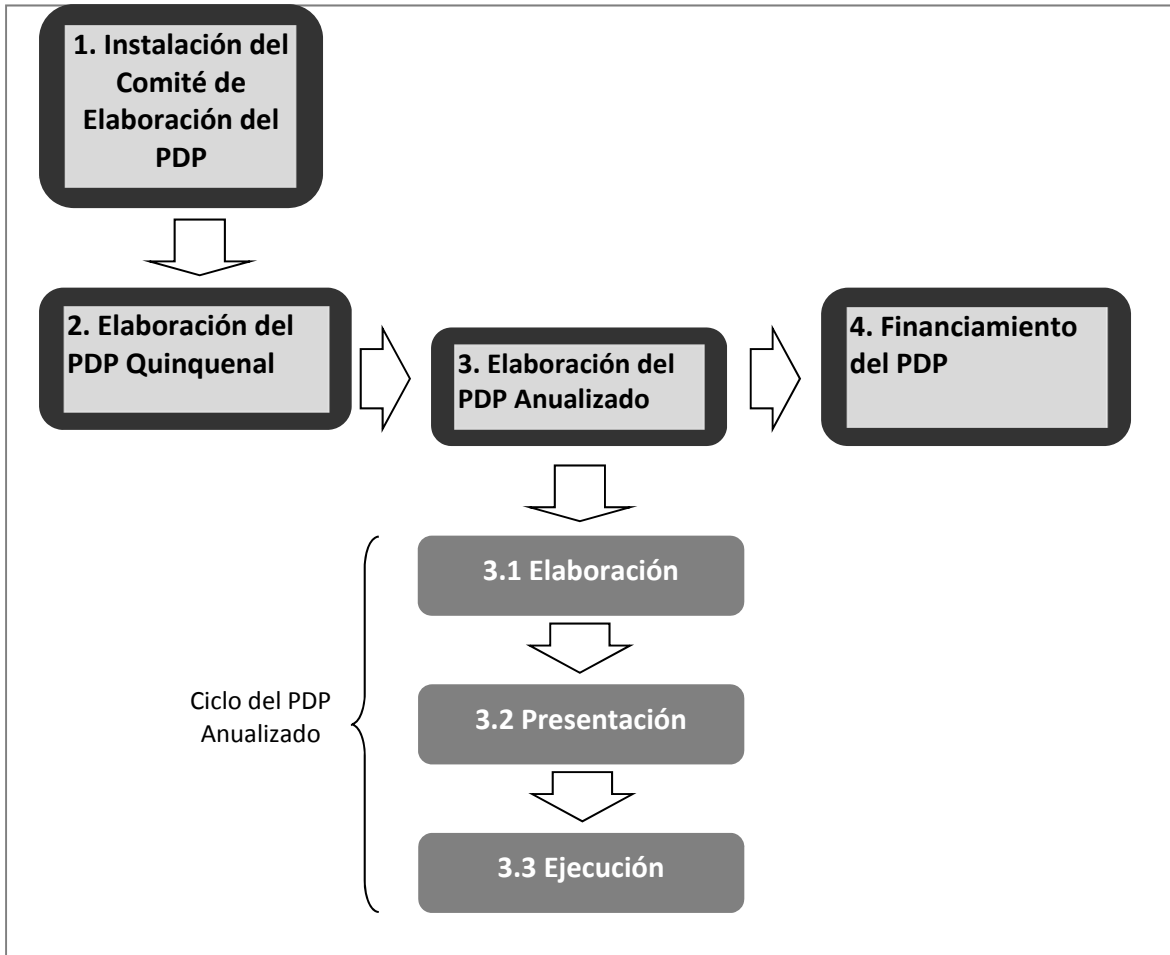 1. Instalación del
Comité de
Elaboración del
PDP
2. Elaboración del
PDP Quinquenal
3. Elaboración del
PDP Anualizado
4. Financiamiento
del PDP
3.1 Elaboración
Ciclo del PDP
Anualizado
3.2 Presentación
3.3 Ejecución